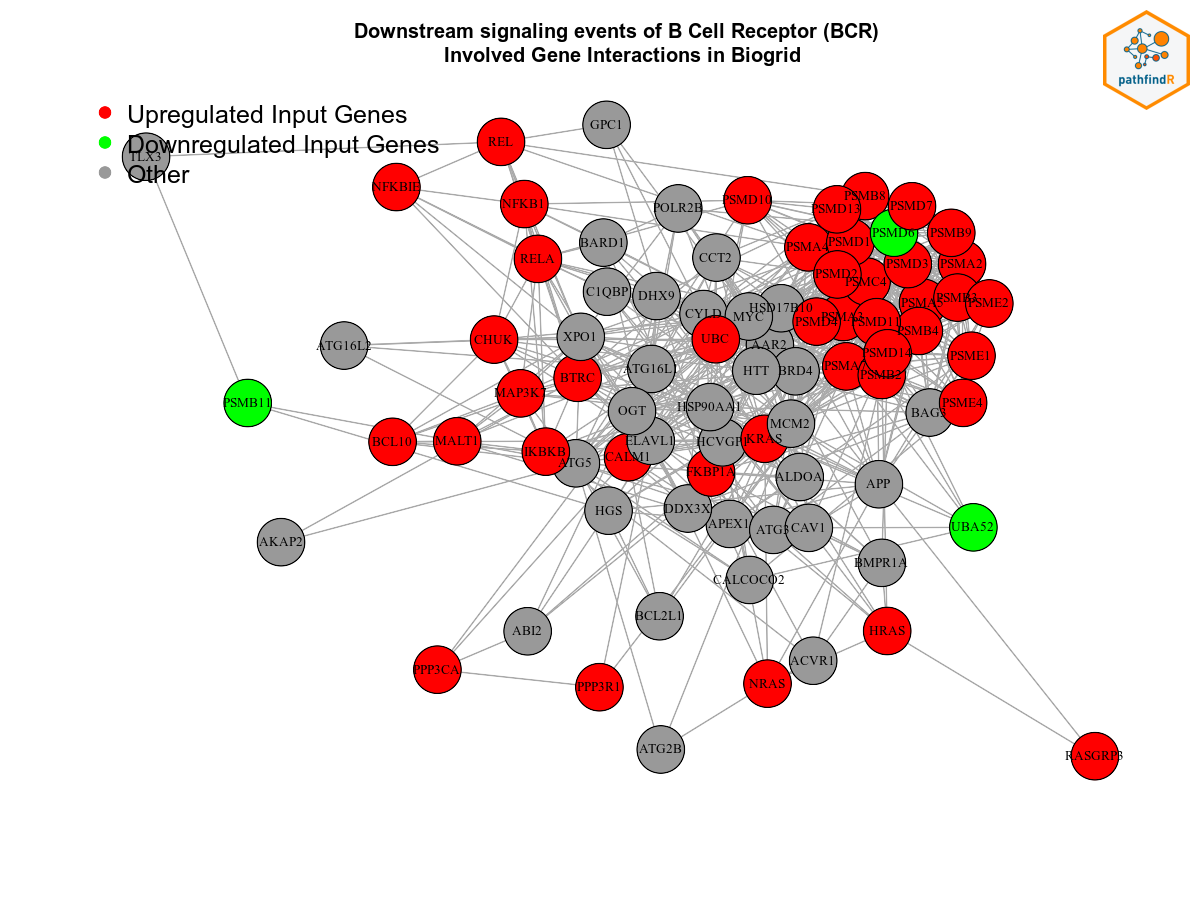 Downstream signaling events of B Cell Receptor (BCR)
Involved Gene Interactions in Biogrid
pathfindR
Upregulated Input Genes
Downregulated Input Genes
Other
TLX3
REL
GPC1
NFKBIE
NFKB1
POLR2B
PSMD10
PSMB8
PSMD13
PSMD7
PSMD6
PSMB9
BARD1
RELA
CCT2
PSMA4
PSMD1
PSMD3
PSMA2
PSMD2
PSMC4
C1QBP
DHX9
HSD17B10
PSMA5
PSMB3
PSME2
CYLD
MYC
PSMD4
PSMA3
PSMD11
PSMB4
ATG16L2
CHUK
XPO1
UBC
AAR2
PSMD14
PSME1
ATG16L1
HTT
BRD4
PSMB2
BTRC
MAP3K7
PSMB11
OGT
HSP90AA1
BAG3
PSME4
BCL10
MALT1
IKBKB
ELAVL1
KRAS
MCM2
ATG5
CALM1
FKBP1A
ALDOA
APP
HGS
DDX3X
APEX1
ATG3
CAV1
UBA52
AKAP2
CALCOCO2
BMPR1A
BCL2L1
ABI2
HRAS
PPP3CA
PPP3R1
NRAS
ACVR1
ATG2B
RASGRP3